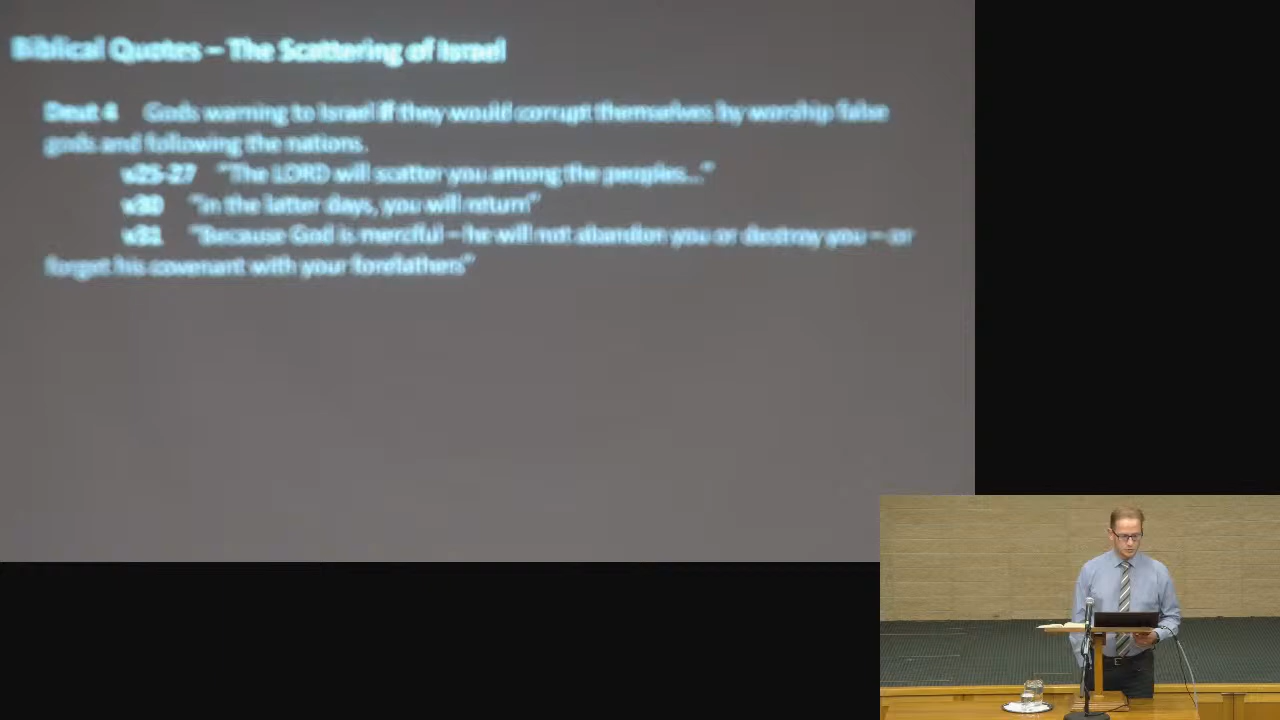 Biblical Quotes – The Scattering of Israel
Deut 4 Gods warning to Israel if they would corrupt themselves by worship false
gods and following the nations.
v25-27 "The LORD will scatter you among the peoples..."
v30 "in the latter days, you will return"
v31 "Because God is merciful – he will not abandon you or destroy you – or
forget his covenant with your forefathers"